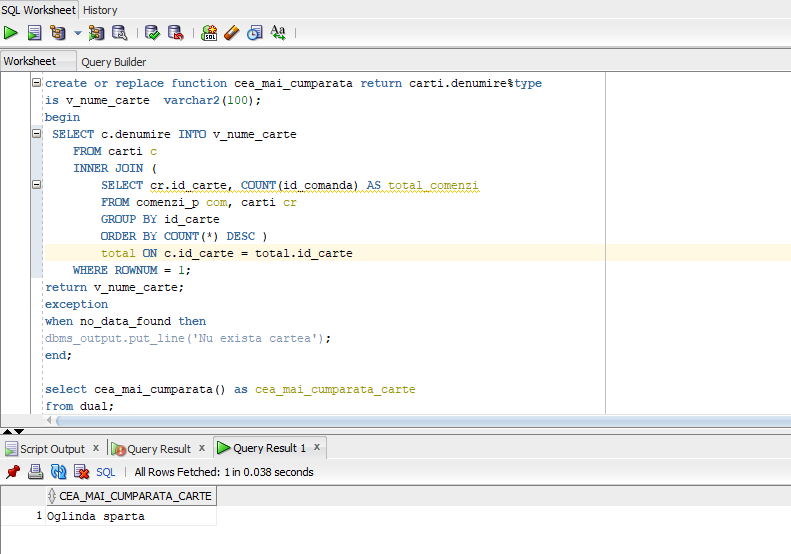 SQL Worksheet History
Worksheet Query Builder
create or replace function cea_mai_cumparata return carti.denumire%type
is v_nume_carte  varchar2(100);
begin
 SELECT c.denumire INTO v_nume_carte
    FROM carti c
    INNER JOIN (
        SELECT cr.id_carte, COUNT(id_comanda) AS total_comenzi
        FROM comenzi_p com, carti cr
        GROUP BY id_carte
        ORDER BY COUNT(*) DESC )
        total ON c.id_carte = total.id_carte
    WHERE ROWNUM = 1;
return v_nume_carte;
exception
when no_data_found then
dbms_output.put_line('Nu exista cartea');
end;
select cea_mai_cumparata() as cea_mai_cumparata_carte
from dual;
Script Output x Query Result x Query Result 1 x
SQL | All Rows Fetched: 1 in 0.038 seconds
CEA_MAI_CUMPARATA_CARTE
1 Oglinda sparta